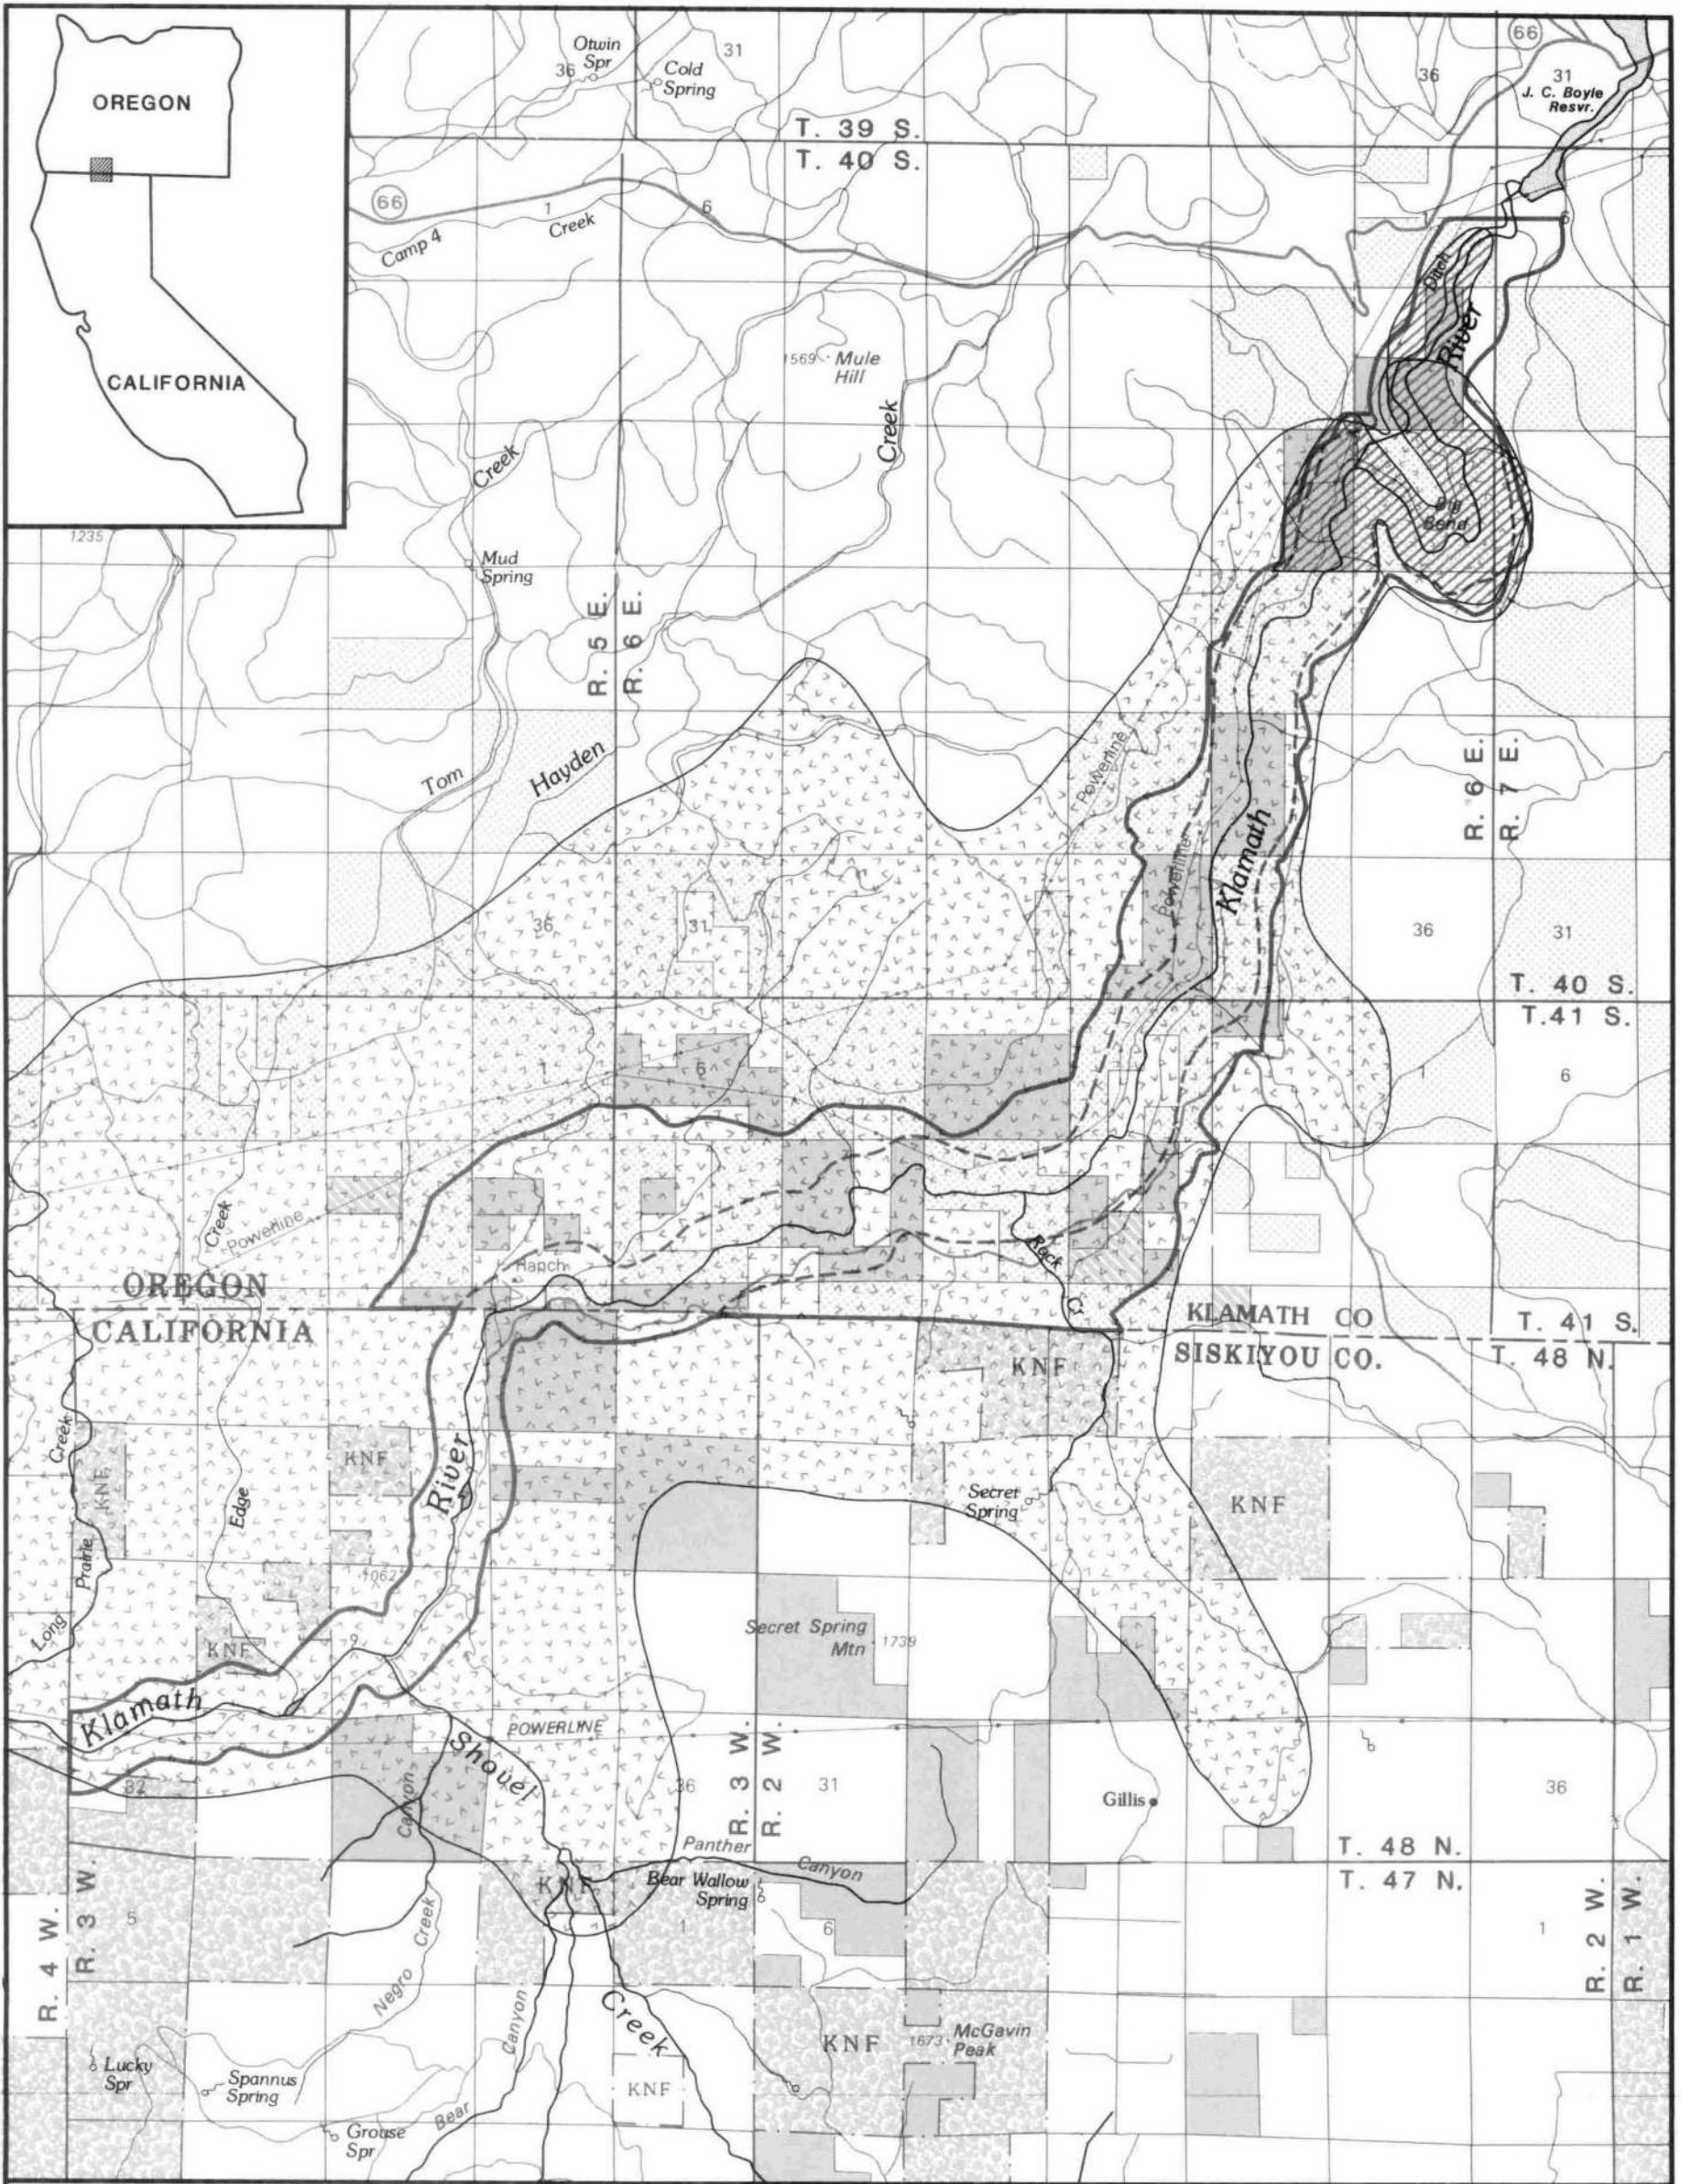 OREGON
CALIFORNIA
Otwin
Spr
36
31
Cold
Spring
T. 39 S.
T. 40 S.
66
36
31
J. C. Boyle
Resvr.
66
1
6
Camp 4
Creek
1
6
Ditch
River
1569
Mule
Hill
Creek
Creek
Big
Bend
1235
Mud
Spring
R. 5 E.
R. 6 E.
Tom
Hayden
Powerline
Powerline
Klamath
R. 6 E.
R. 7 E.
36
31
36
31
T. 40 S.
T. 41 S.
1
6
1
6
Creek
Powerline
Ranch
Rock
Cr
OREGON
CALIFORNIA
KLAMATH CO
SISKIYOU CO.
T. 41 S.
T. 48 N.
KNF
Creek
KNF
KNF
River
Edge
Secret
Spring
KNF
Prairie
1062
Long
KNF
9
Secret Spring
Mtn
1739
Klamath
POWERLINE
Shovel
32
Canyon
36
R. 3 W.
R. 2 W.
31
Gillis
36
Panther
Canyon
T. 48 N.
T. 47 N.
KNF
Bear Wallow
Spring
R. 4 W.
R. 3 W.
5
Creek
1
6
1
R. 2 W.
R. 1 W.
Negro
Canyon
Creek
KNF
1673
McGavin
Peak
Lucky
Spr
Spannus
Spring
KNF
Bear
Grouse
Spr